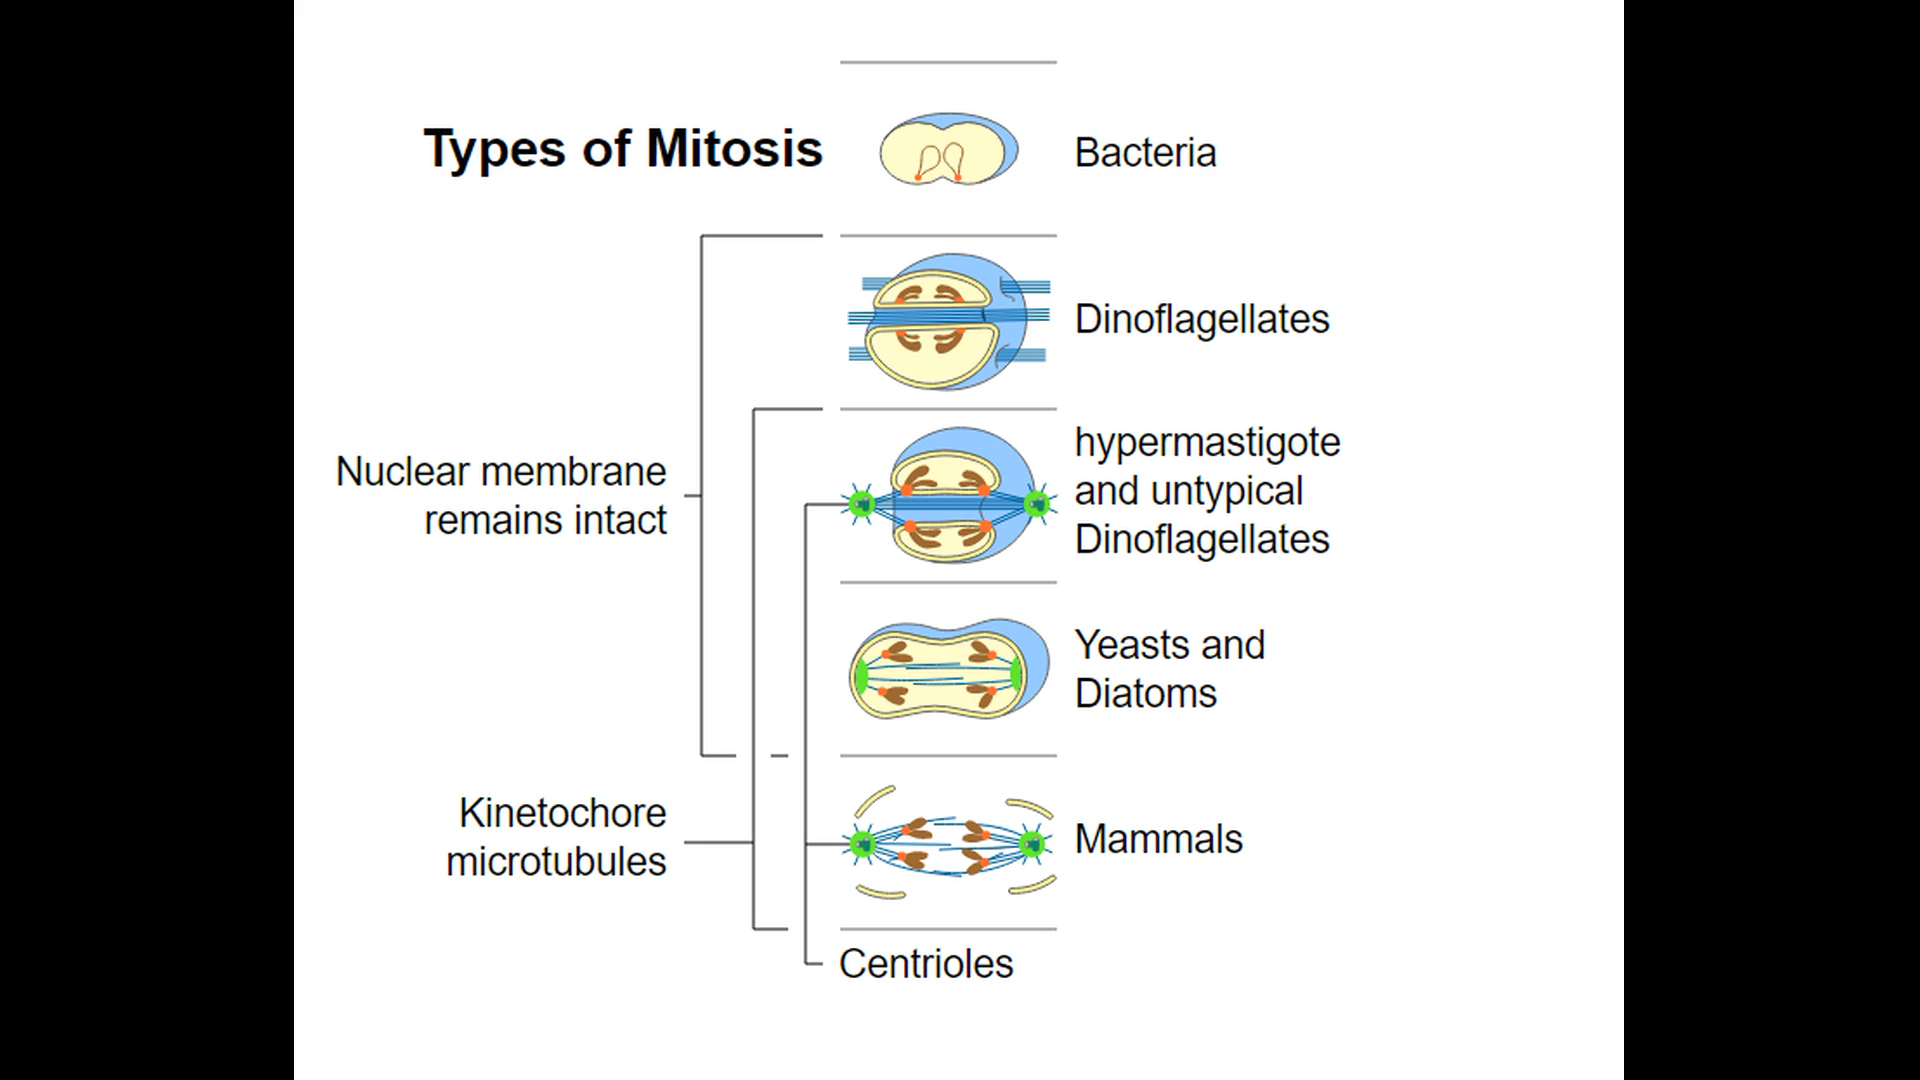 Types of Mitosis
Bacteria
Dinoflagellates
hypermastigote
and untypical
Dinoflagellates
Nuclear membrane
remains intact
Yeasts and
Diatoms
Kinetochore
microtubules
Mammals
Centrioles